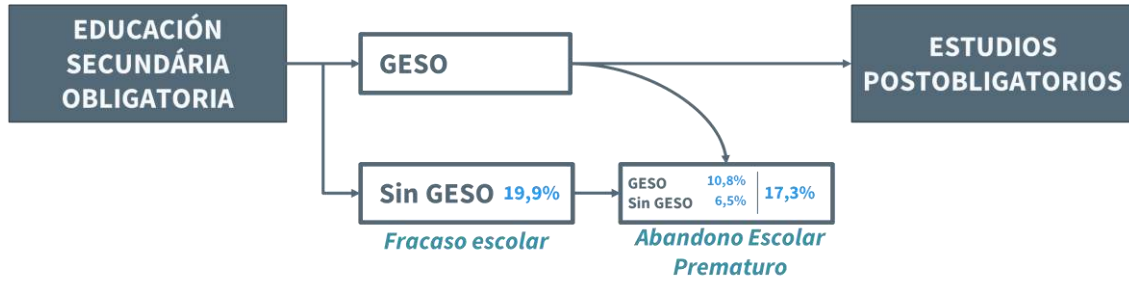 EDUCACIÓN
SECUNDÁRIA
OBLIGATORIA
GESO
ESTUDIOS
POSTOBLIGATORIOS
Sin GESO 19,9%
GESO 10,8%
Sin GESO 6,5%
17,3%
Fracaso escolar
Abandono Escolar
Prematuro